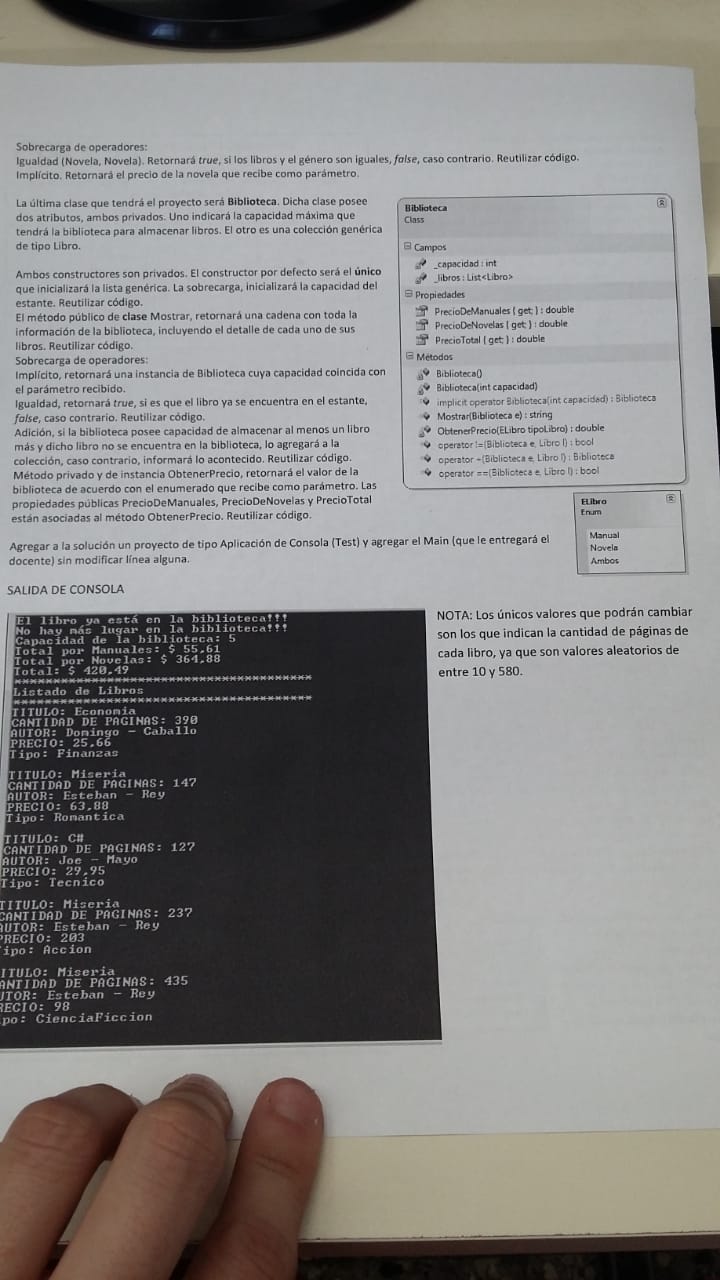 Sobrecarga de operadores:
Igualdad (Novela, Novela). Retornará true, si los libros y el género son iguales, false, caso contrario. Reutilizar código.
Implícito. Retornará el precio de la novela que recibe como parámetro.
La última clase que tendrá el proyecto será Biblioteca. Dicha clase posee
dos atributos, ambos privados. Uno indicará la capacidad máxima que
tendrá la biblioteca para almacenar libros. El otro es una colección genérica
de tipo Libro.
Ambos constructores son privados. El constructor por defecto será el único
que inicializará la lista genérica. La sobrecarga, inicializará la capacidad del
estante. Reutilizar código.
El método público de clase Mostrar, retornará una cadena con toda la
información de la biblioteca, incluyendo el detalle de cada uno de sus
libros. Reutilizar código.
Sobrecarga de operadores:
Implícito, retornará una instancia de Biblioteca cuya capacidad coincida con
el parámetro recibido.
Igualdad, retornará true, si es que el libro ya se encuentra en el estante,
false, caso contrario. Reutilizar código.
Adición, si la biblioteca posee capacidad de almacenar al menos un libro
más y dicho libro no se encuentra en la biblioteca, lo agregará a la
colección, caso contrario, informará lo acontecido. Reutilizar código.
Método privado y de instancia ObtenerPrecio, retornará el valor de la
biblioteca de acuerdo con el enumerado que recibe como parámetro. Las
propiedades públicas PrecioDeManuales, PrecioDeNovelas y PrecioTotal
están asociadas al método ObtenerPrecio. Reutilizar código.
Biblioteca
Class
Campos
_capacidad : int
_libros : List<Libro>
Propiedades
PrecioDeManuales { get; } : double
PrecioDeNovelas { get; } : double
PrecioTotal { get; } : double
Métodos
Biblioteca()
Biblioteca(int capacidad)
implicit operator Biblioteca(int capacidad) : Biblioteca
Mostrar(Biblioteca e) : string
ObtenerPrecio(ELibro tipoLibro) : double
operator !=(Biblioteca e, Libro l) : bool
operator +(Biblioteca e, Libro l) : Biblioteca
operator ==(Biblioteca e, Libro l) : bool
ELibro
Enum
Manual
Novela
Ambos
Agregar a la solución un proyecto de tipo Aplicación de Consola (Test) y agregar el Main (que le entregará el
docente) sin modificar línea alguna.
SALIDA DE CONSOLA
El libro ya está en la biblioteca!!!
No hay más lugar en la biblioteca!!!
Capacidad de la biblioteca: 5
Total por Manuales: $ 55,61
Total por Novelas: $ 364,88
Total: $ 420,49
*****************************************
Listado de Libros
*****************************************
TITULO: Economia
CANTIDAD DE PAGINAS: 390
AUTOR: Domingo - Caballo
PRECIO: 25,66
Tipo: Finanzas
TITULO: Miseria
CANTIDAD DE PAGINAS: 147
AUTOR: Esteban - Rey
PRECIO: 63,88
Tipo: Romantica
TITULO: C#
CANTIDAD DE PAGINAS: 127
AUTOR: Joe - Mayo
PRECIO: 29,95
Tipo: Tecnico
TITULO: Miseria
CANTIDAD DE PAGINAS: 237
AUTOR: Esteban - Rey
PRECIO: 203
ipo: Accion
ITULO: Miseria
ANTIDAD DE PAGINAS: 435
UTOR: Esteban - Rey
RECIO: 98
po: CienciaFiccion
NOTA: Los únicos valores que podrán cambiar
son los que indican la cantidad de páginas de
cada libro, ya que son valores aleatorios de
entre 10 y 580.